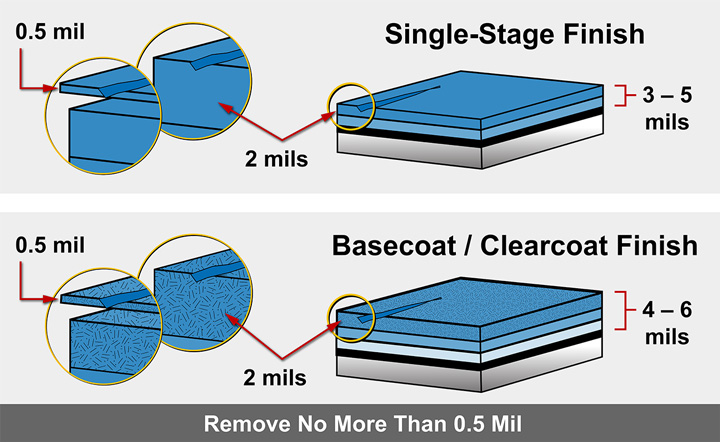 0.5 mil
Single-Stage Finish
3 – 5
mils
2 mils
0.5 mil
Basecoat / Clearcoat Finish
4 – 6
mils
2 mils
Remove No More Than 0.5 Mil